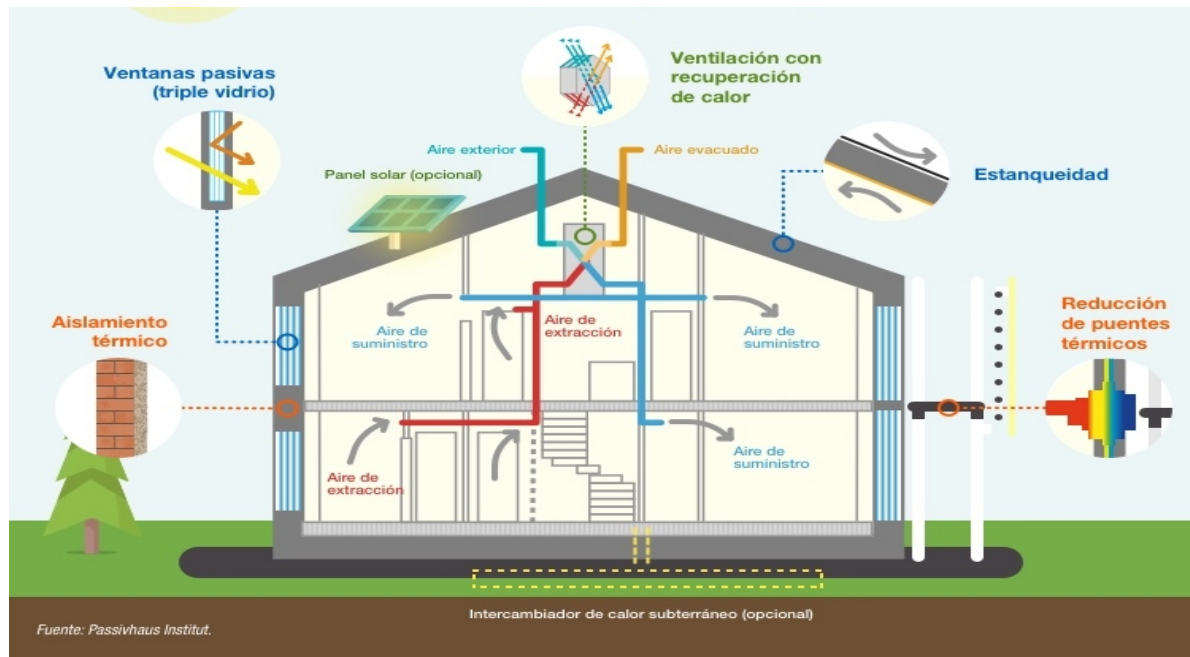 Ventanas pasivas
(triple vidrio)
Ventilación con
recuperación
de calor
Aire exterior
Aire evacuado
Panel solar (opcional)
Estanqueidad
Aislamiento
térmico
Aire de
suministro
Aire de
extracción
Aire de
suministro
Reducción
de puentes
térmicos
Aire de
extracción
Aire de
suministro
Intercambiador de calor subterráneo (opcional)
Fuente: Passivhaus Institut.